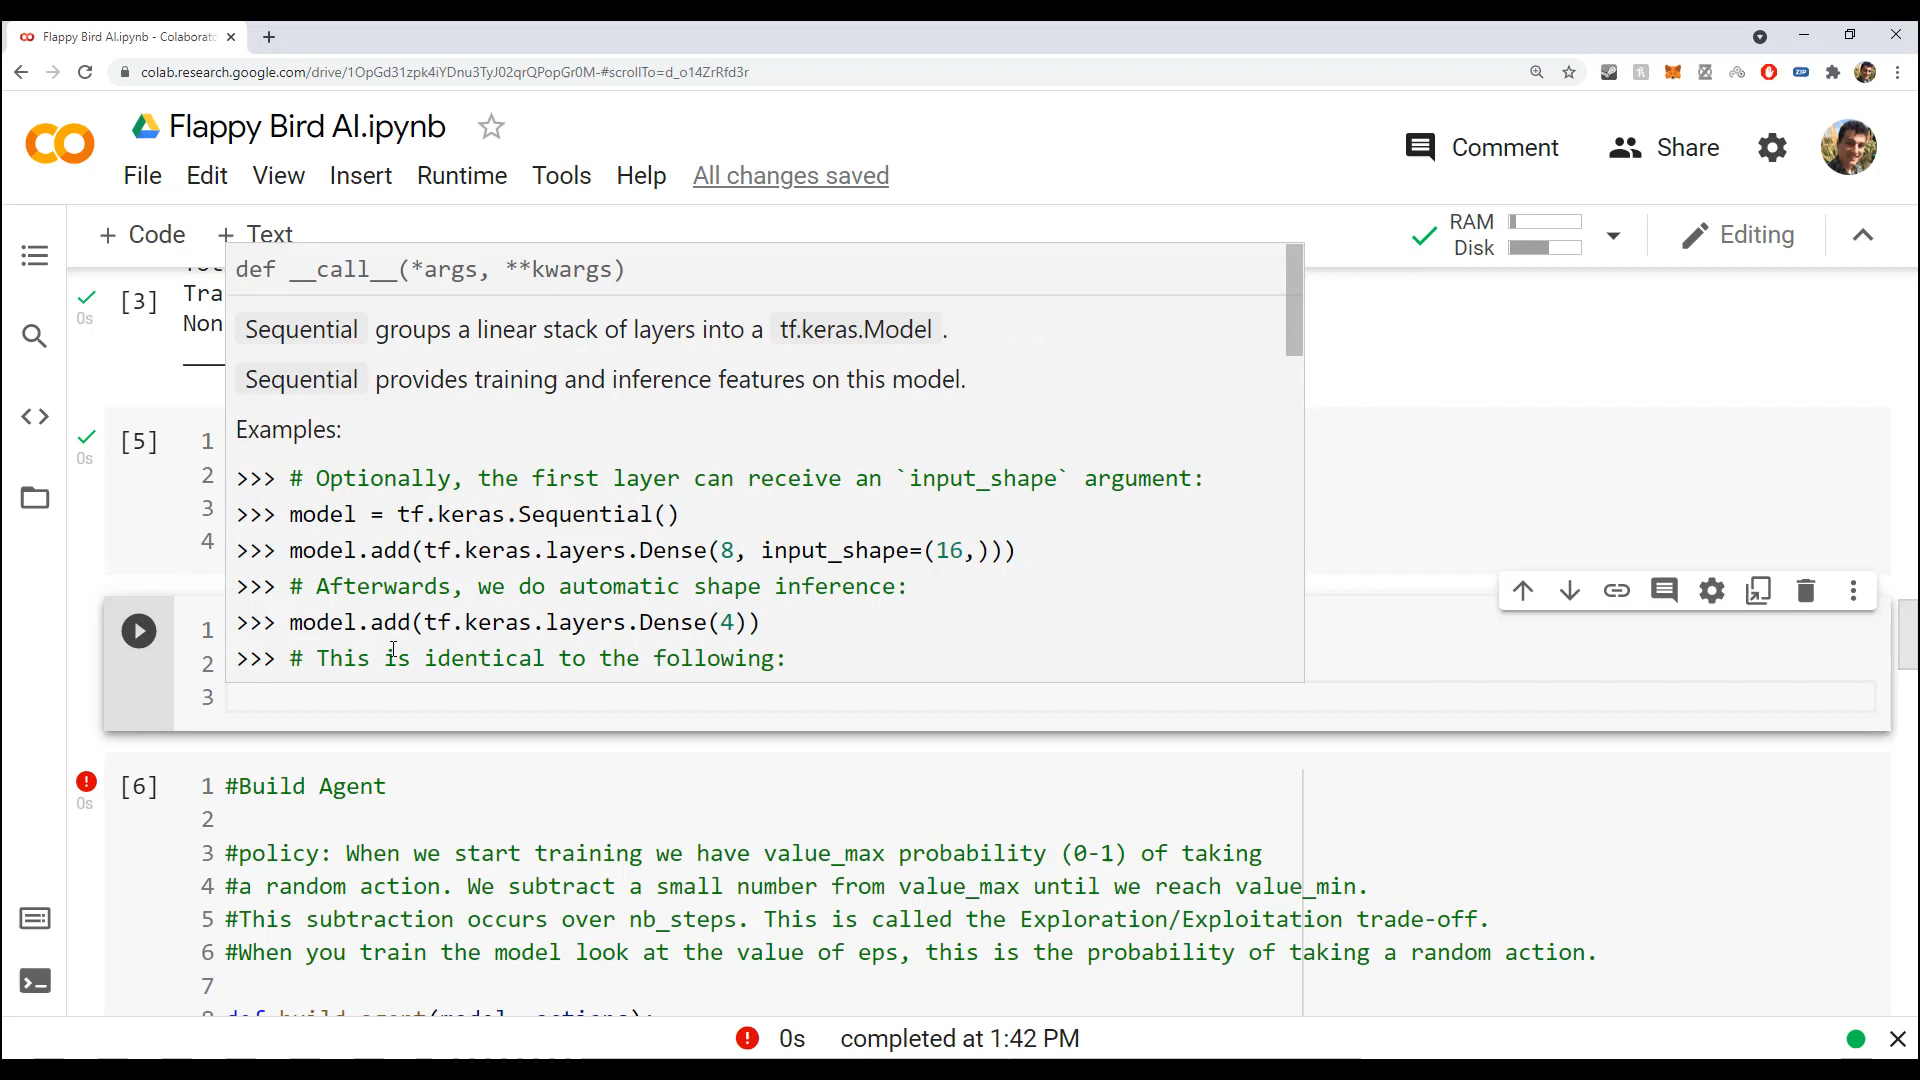 Flappy Bird AI.ipynb - Colaborato
colab.research.google.com/drive/1OpGd31zpk4iYDnu3TyJ02qrQPopGr0M-#scrollTo=d_o14ZrRfd3r
ZIP
Flappy Bird AI.ipynb
Comment
Share
File Edit View Insert Runtime Tools Help All changes saved
+ Code + Text
RAM
Disk
Editing
def __call__(*args, **kwargs)
[3] Tra
0s
Non
Sequential groups a linear stack of layers into a tf.keras.Model .
Sequential provides training and inference features on this model.
Examples:
[5] 1
0s
2
3
4
>>> # Optionally, the first layer can receive an `input_shape` argument:
>>> model = tf.keras.Sequential()
>>> model.add(tf.keras.layers.Dense(8, input_shape=(16,)))
>>> # Afterwards, we do automatic shape inference:
>>> model.add(tf.keras.layers.Dense(4))
>>> # This is identical to the following:
1
2
3
[6] 1 #Build Agent
0s
2
3 #policy: When we start training we have value_max probability (0-1) of taking
4 #a random action. We subtract a small number from value_max until we reach value_min.
5 #This subtraction occurs over nb_steps. This is called the Exploration/Exploitation trade-off.
6 #When you train the model look at the value of eps, this is the probability of taking a random action.
7
8 def build_agent(model, actions):
0s completed at 1:42 PM